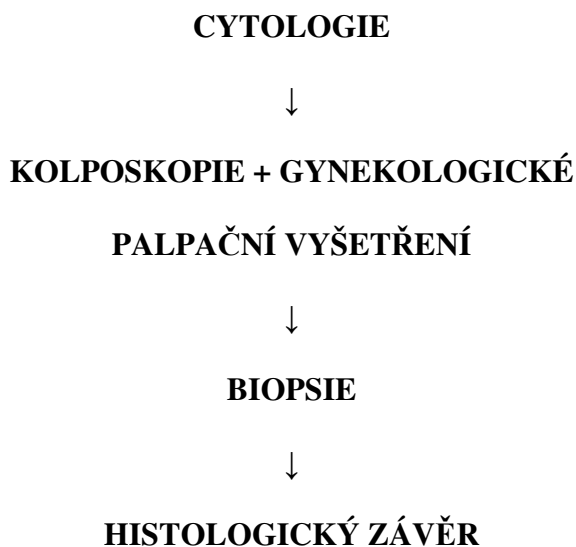 CYTOLOGIE
↓
KOLPOSKOPIE + GYNEKOLOGICKÉ
PALPAČNÍ VYŠETŘENÍ
↓
BIOPSIE
↓
HISTOLOGICKÝ ZÁVĚR